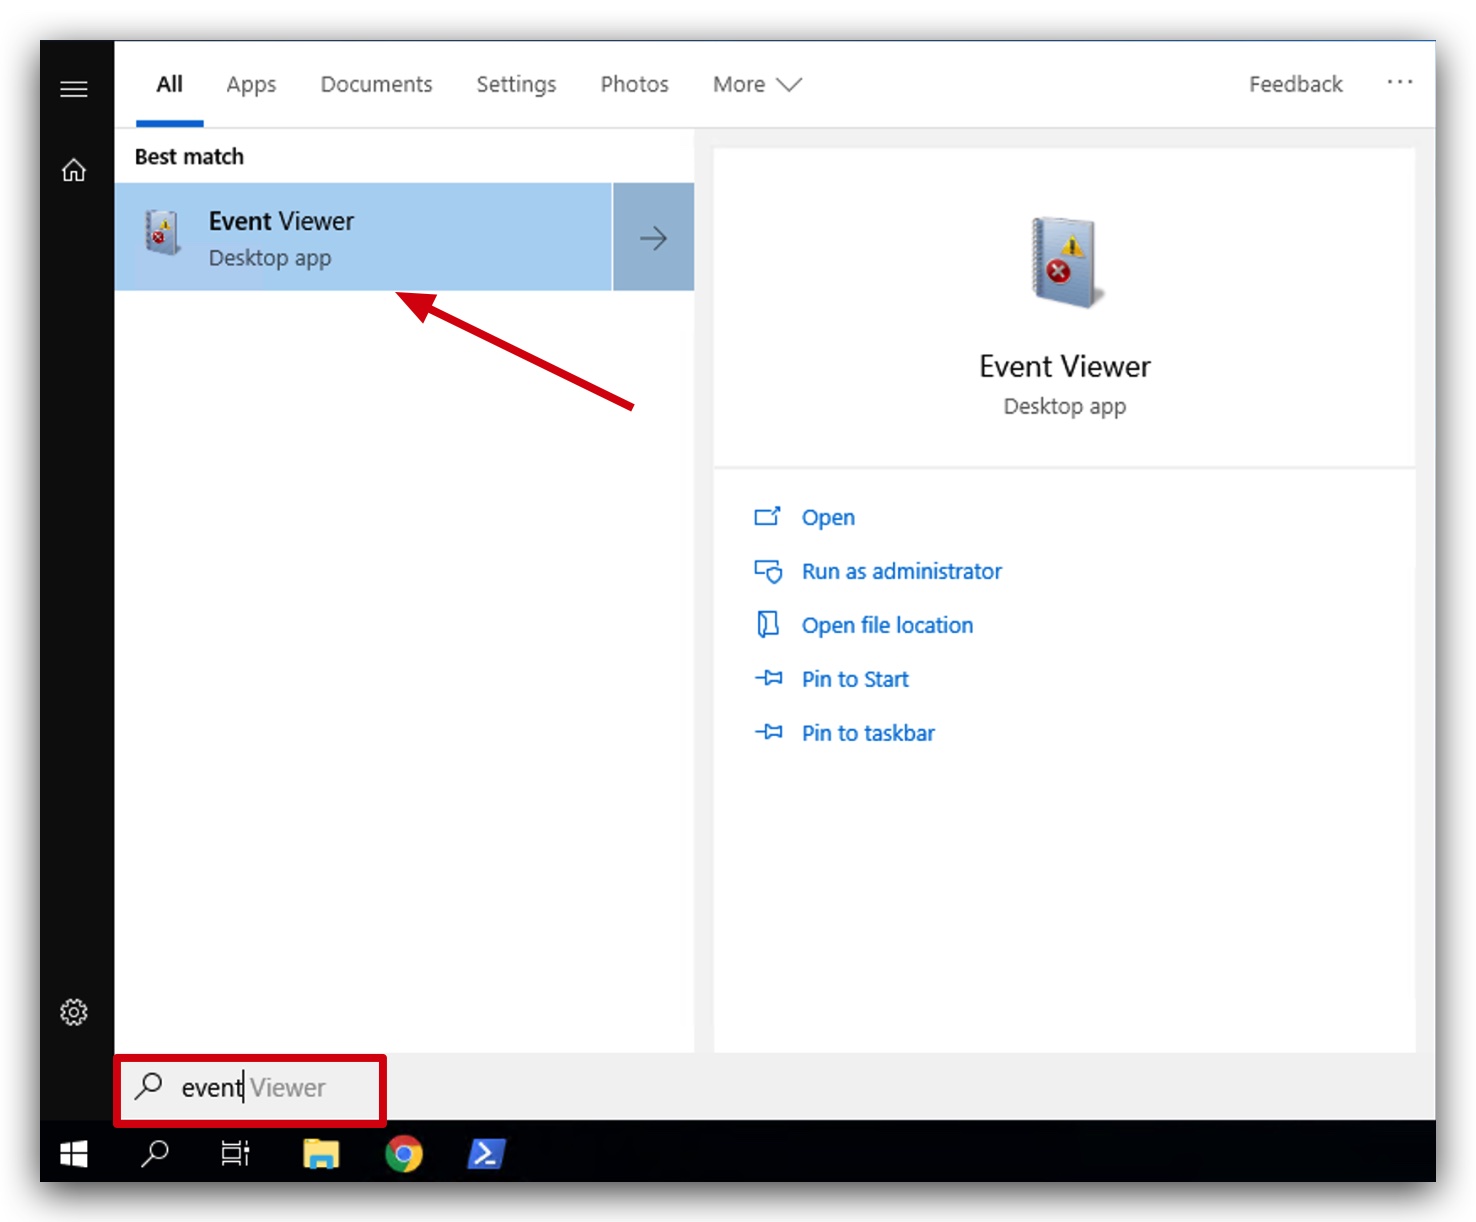 All Apps Documents Settings Photos More Feedback ...
Best match
Event Viewer
Desktop app
Event Viewer
Desktop app
Open
Run as administrator
Open file location
Pin to Start
Pin to taskbar
event Viewer